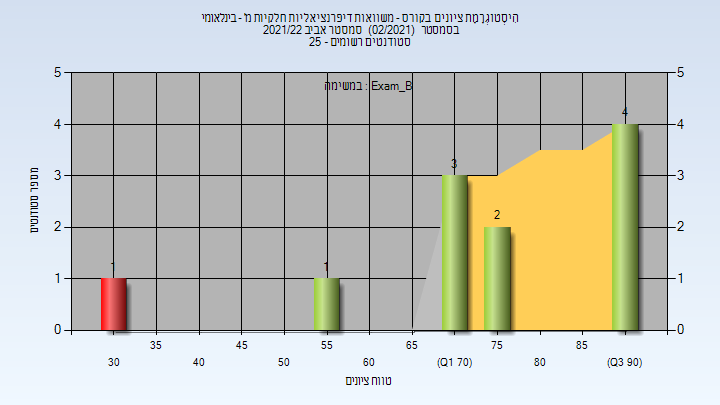 היסטוגרמת ציונים בקורס - משוואות דיפרנציאליות חלקיות מ' - בינלאומי
בסמסטר (02/2021) סמסטר אביב 2021/22
סטודנטים רשומים - 25
במשימה : Exam_B
מספר סטודנטים
5 5
4 4
3 3
2 2
1 1
0 0
1 1 3 2 4
35 45 55 65 75 85
30 40 50 60 (Q1 70) 80 (Q3 90)
טווח ציונים